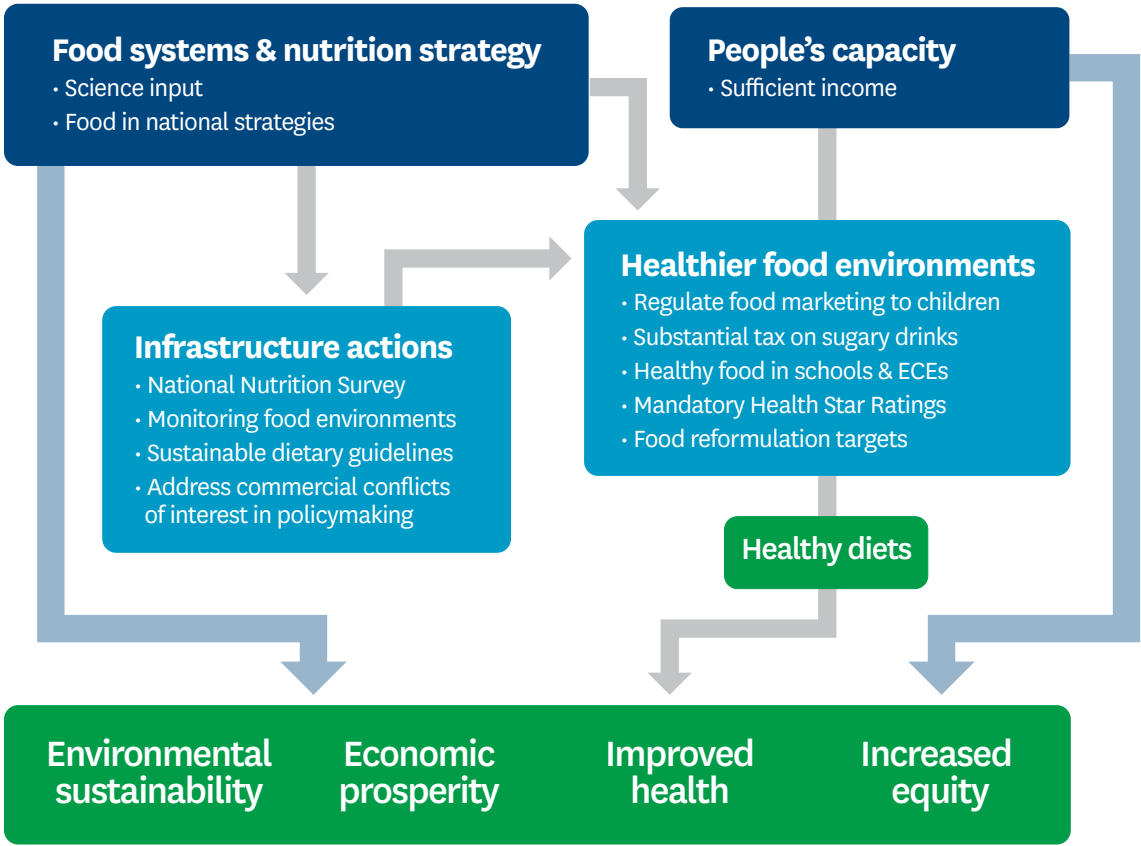 Food systems & nutrition strategy
· Science input
· Food in national strategies
People’s capacity
· Sufficient income
Healthier food environments
· Regulate food marketing to children
· Substantial tax on sugary drinks
· Healthy food in schools & ECEs
· Mandatory Health Star Ratings
· Food reformulation targets
Infrastructure actions
· National Nutrition Survey
· Monitoring food environments
· Sustainable dietary guidelines
· Address commercial conflicts
of interest in policymaking
Healthy diets
Environmental
sustainability
Economic
prosperity
Improved
health
Increased
equity